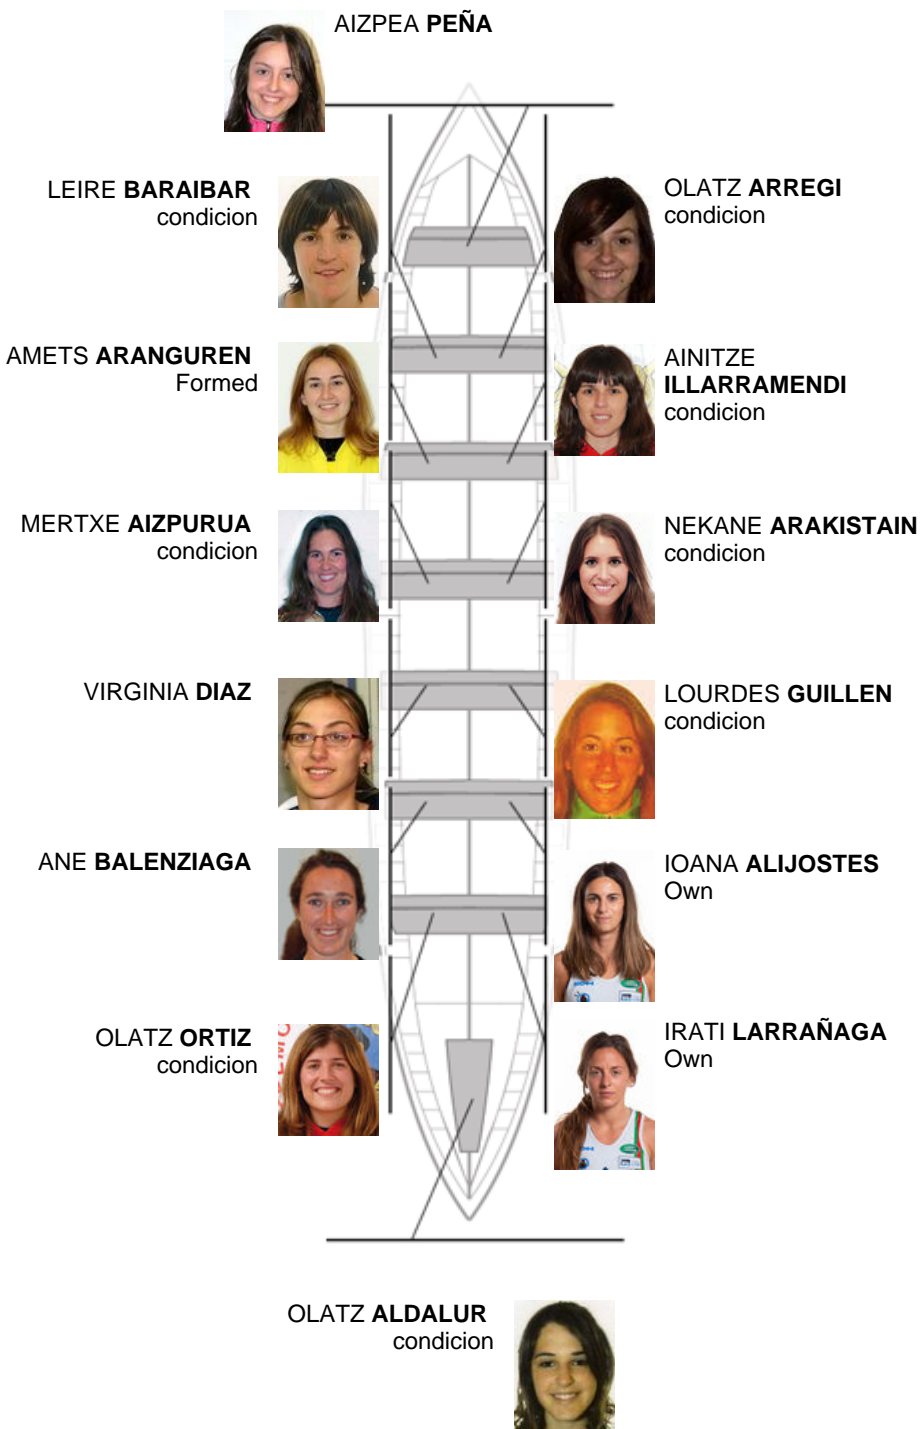 AIZPEA PEÑA
LEIRE BARAIBAR
condicion
OLATZ ARREGI
condicion
AMETS ARANGUREN
Formed
AINITZE
ILLARRAMENDI
condicion
MERTXE AIZPURUA
condicion
NEKANE ARAKISTAIN
condicion
VIRGINIA DIAZ
LOURDES GUILLEN
condicion
ANE BALENZIAGA
IOANA ALIJOSTES
Own
OLATZ ORTIZ
condicion
IRATI LARRAÑAGA
Own
OLATZ ALDALUR
condicion